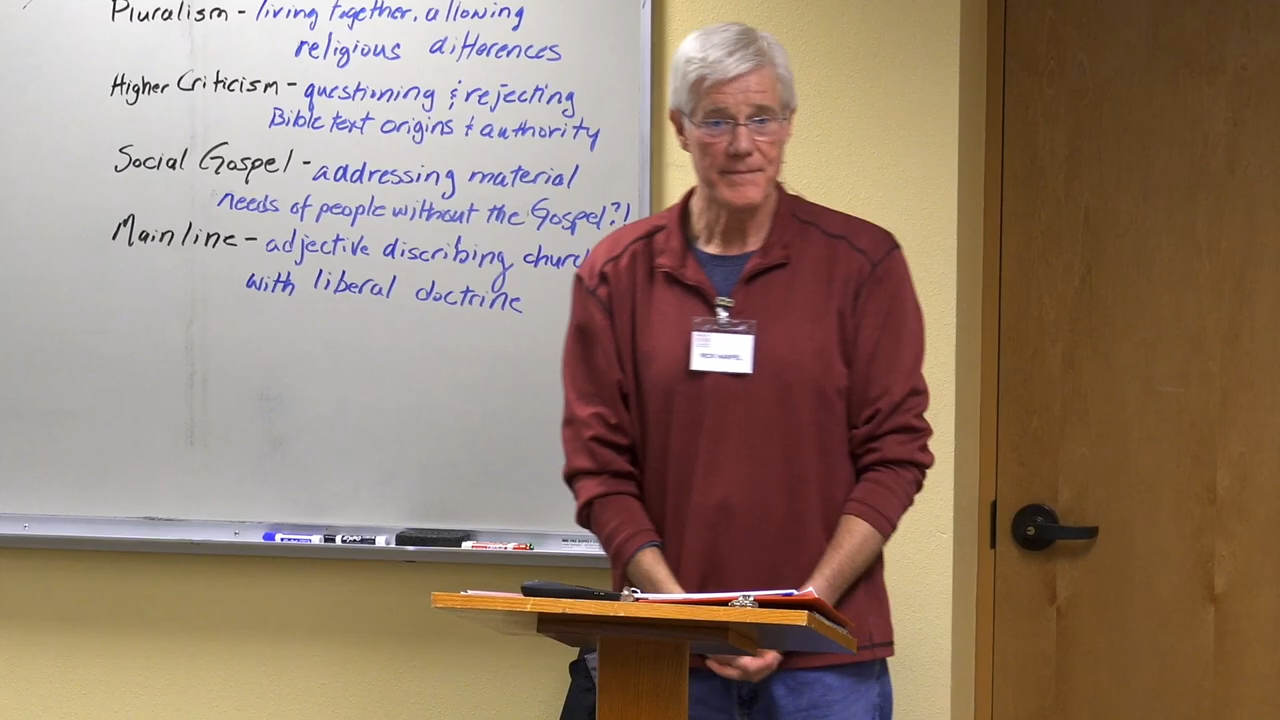 Pluralism - living together, allowing
religious differences
Higher Criticism - questioning & rejecting
Bible text origins & authority
Social Gospel - addressing material
needs of people without the Gospel?!
Mainline - adjective discribing churc
with liberal doctrine